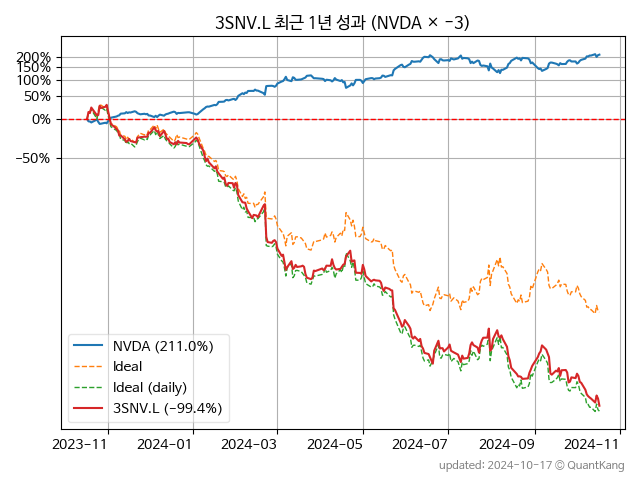 3SNV.L 최근 1년 성과 (NVDA × −3)
200%
150%
100%
50%
0%
−50%
NVDA (211.0%)
Ideal
Ideal (daily)
3SNV.L (−99.4%)
2023-11 2024-01 2024-03 2024-05 2024-07 2024-09 2024-11
updated: 2024-10-17 © QuantKang